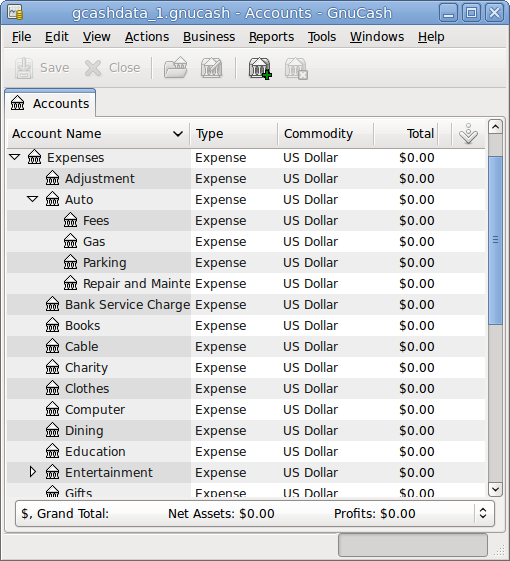 gcashdata_1.gnucash - Accounts - GnuCash
File Edit View Actions Business Reports Tools Windows Help
Save Close
Accounts
Account Name Type Commodity Total
Expenses Expense US Dollar $0.00
Adjustment Expense US Dollar $0.00
Auto Expense US Dollar $0.00
Fees Expense US Dollar $0.00
Gas Expense US Dollar $0.00
Parking Expense US Dollar $0.00
Repair and Mainte Expense US Dollar $0.00
Bank Service Charge Expense US Dollar $0.00
Books Expense US Dollar $0.00
Cable Expense US Dollar $0.00
Charity Expense US Dollar $0.00
Clothes Expense US Dollar $0.00
Computer Expense US Dollar $0.00
Dining Expense US Dollar $0.00
Education Expense US Dollar $0.00
Entertainment Expense US Dollar $0.00
Gifts Expense US Dollar $0.00
$, Grand Total: Net Assets: $0.00 Profits: $0.00